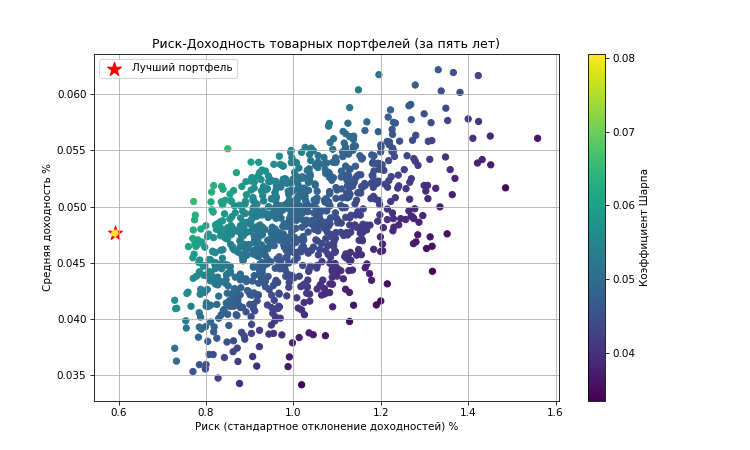 Риск-Доходность товарных портфелей (за пять лет)
Лучший портфель
Средняя доходность %
0.060
0.055
0.050
0.045
0.040
0.035
0.6 0.8 1.0 1.2 1.4 1.6
Риск (стандартное отклонение доходностей) %
0.08
0.07
0.06
0.05
0.04
Коэффициент Шарпа